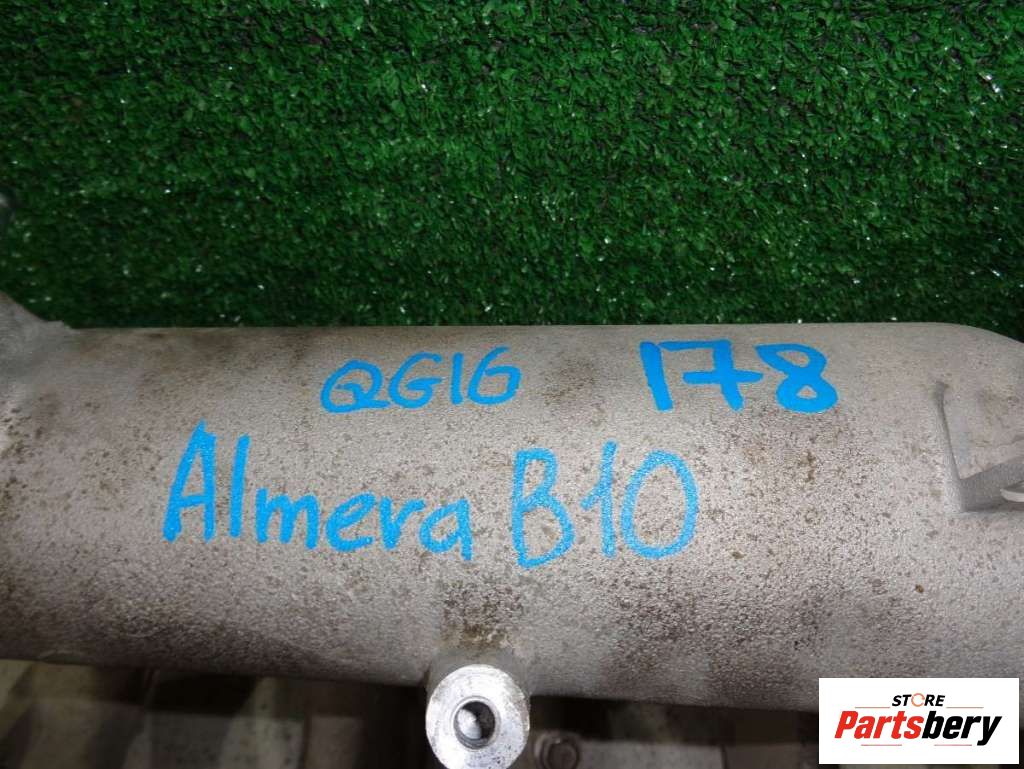 QG16 178
Almera B10
STORE
Partsbery